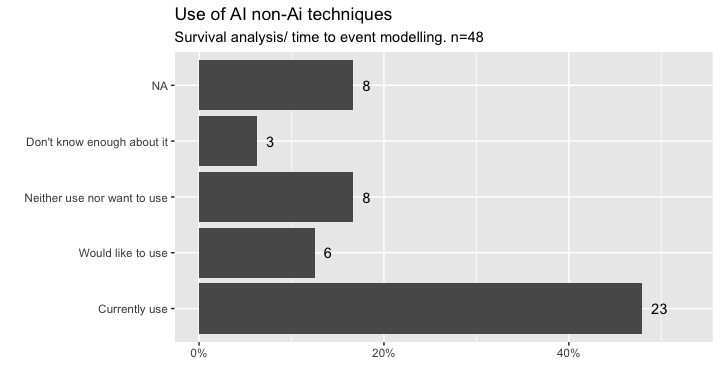 Use of AI non-Ai techniques
Survival analysis/ time to event modelling. n=48
NA
8
Don't know enough about it
3
Neither use nor want to use
8
Would like to use
6
Currently use
23
0%
20%
40%